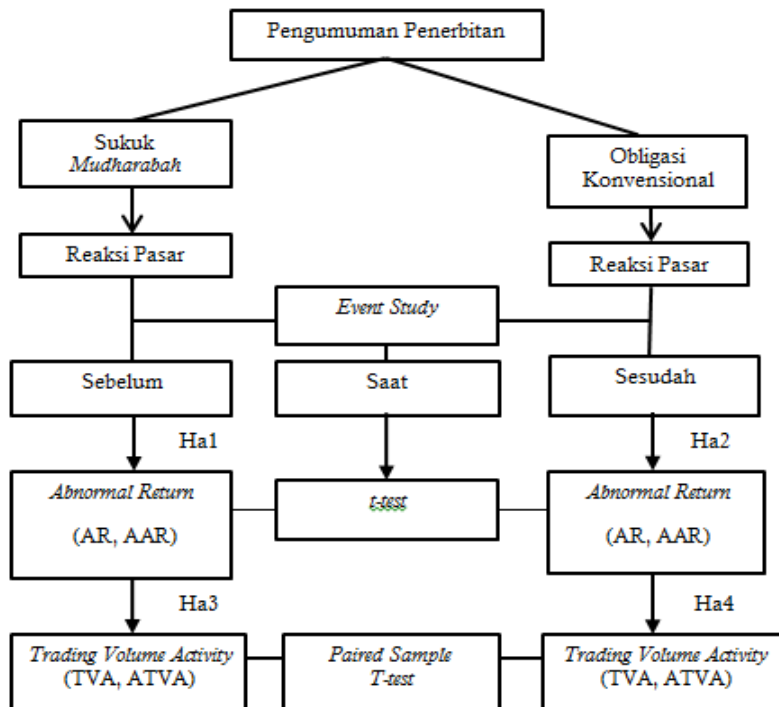 Pengumuman Penerbitan
Sukuk
Mudharabah
Obligasi
Konvensional
Reaksi Pasar
Reaksi Pasar
Event Study
Sebelum
Saat
Sesudah
Ha1
Ha2
Abnormal Return
(AR, AAR)
t-test
Abnormal Return
(AR, AAR)
Ha3
Ha4
Trading Volume Activity
(TVA, ATVA)
Paired Sample
T-test
Trading Volume Activity
(TVA, ATVA)